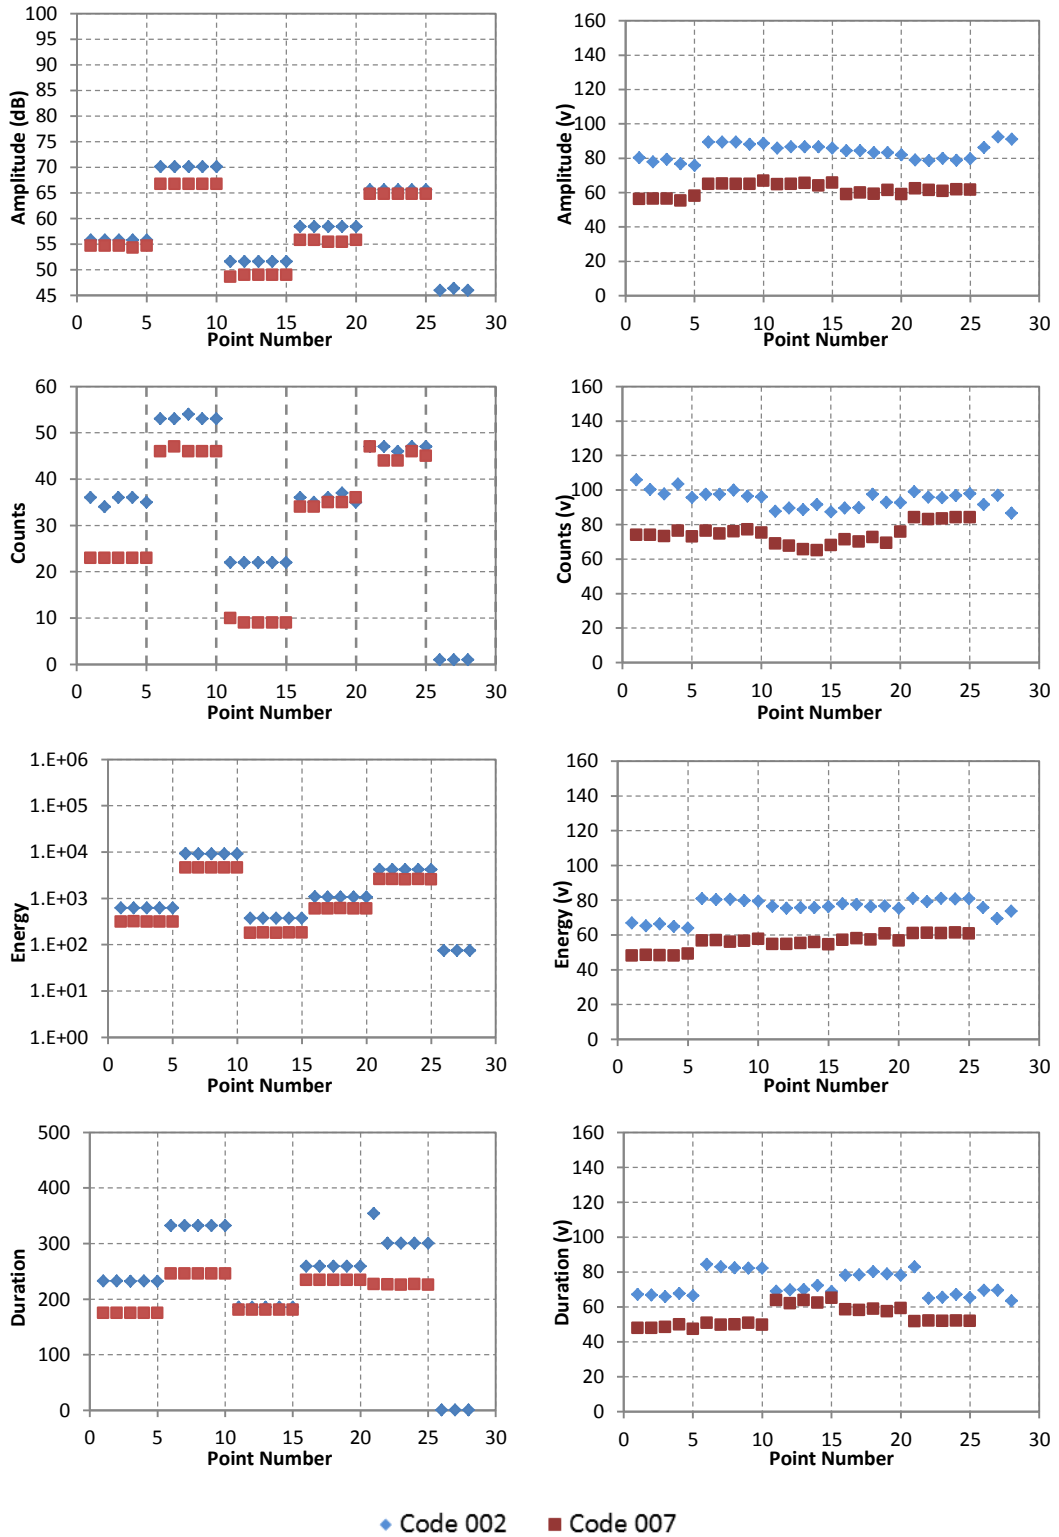 100
95
90
85
80
75
70
65
60
55
50
45
Amplitude (dB)
0 5 10 15 20 25 30
Point Number
160
140
120
100
80
60
40
20
0
Amplitude (v)
0 5 10 15 20 25 30
Point Number
60
50
40
30
20
10
0
Counts
0 5 10 15 20 25 30
Point Number
160
140
120
100
80
60
40
20
0
Counts (v)
0 5 10 15 20 25 30
Point Number
1.E+06
1.E+05
1.E+04
1.E+03
1.E+02
1.E+01
1.E+00
Energy
0 5 10 15 20 25 30
Point Number
160
140
120
100
80
60
40
20
0
Energy (v)
0 5 10 15 20 25 30
Point Number
500
400
300
200
100
0
Duration
0 5 10 15 20 25 30
Point Number
160
140
120
100
80
60
40
20
0
Duration (v)
0 5 10 15 20 25 30
Point Number
Code 002 Code 007